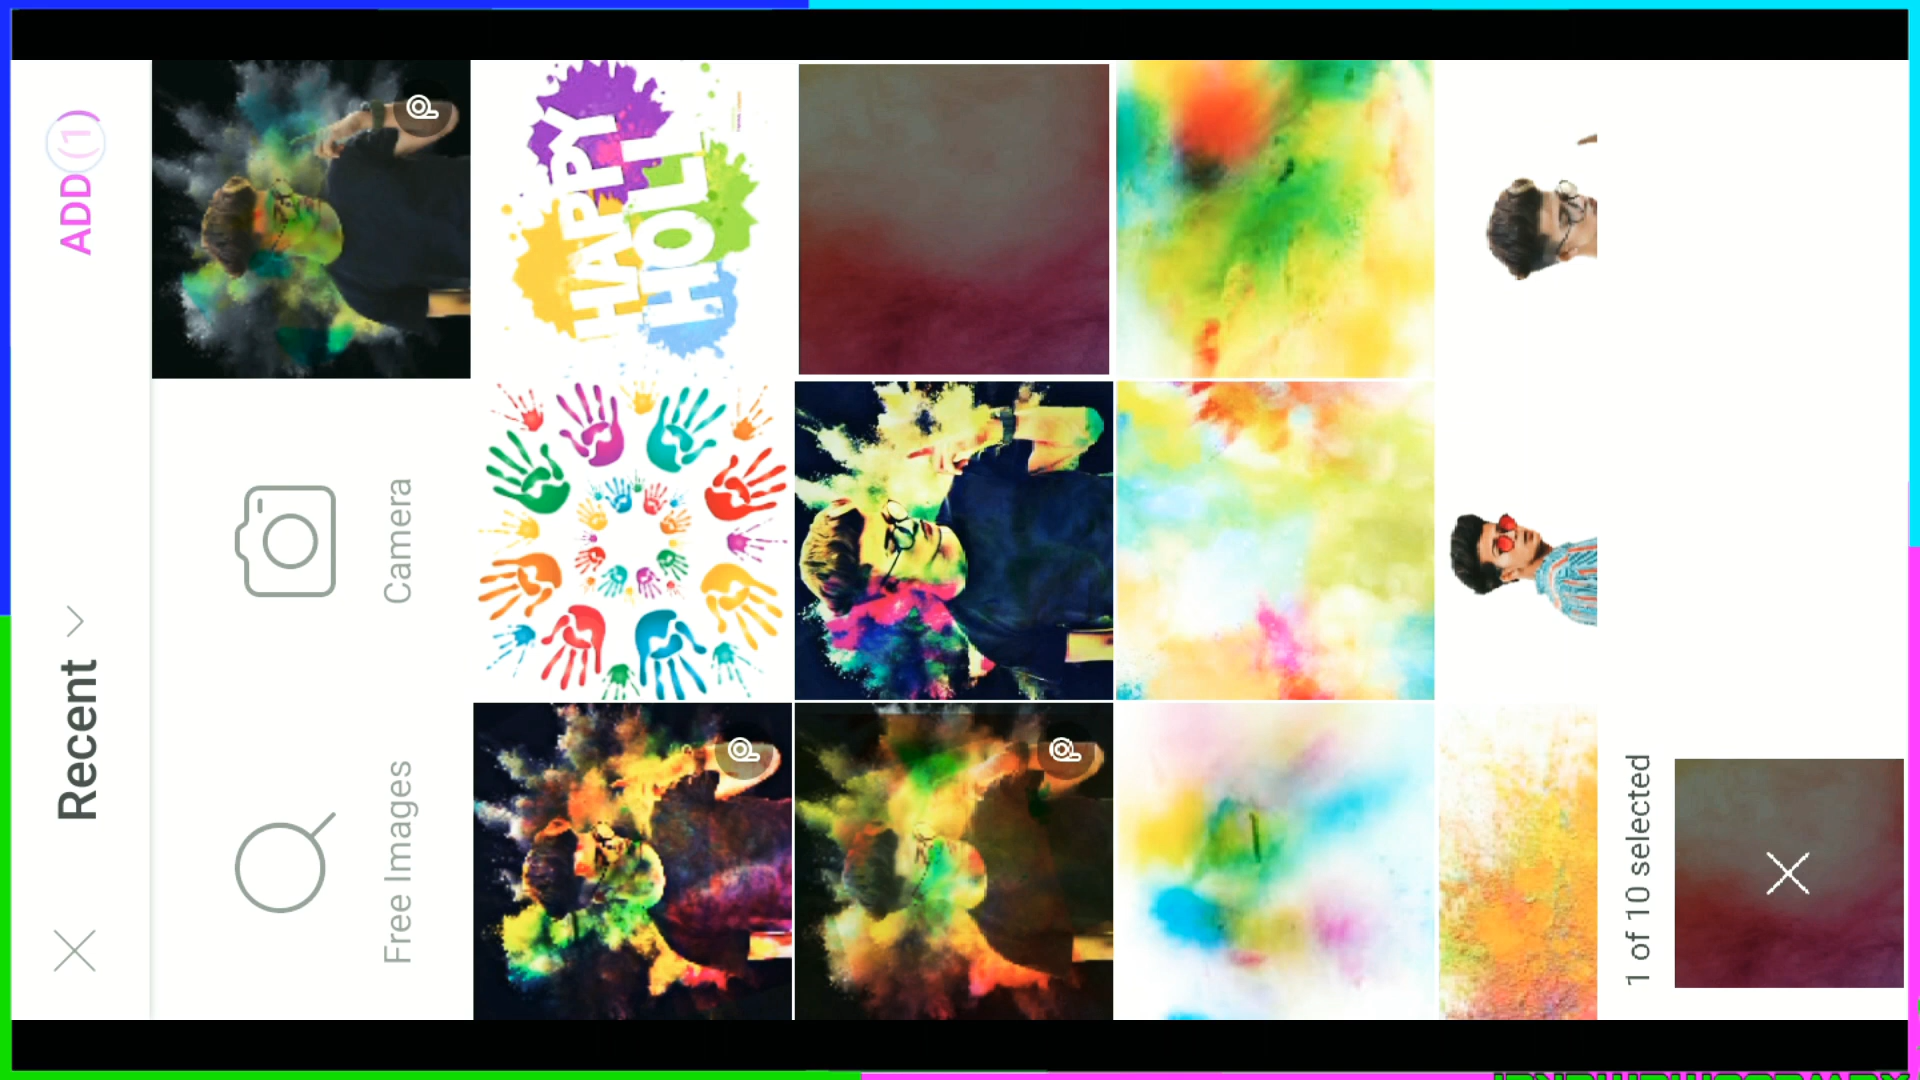 Recent
ADD(1)
Free Images
Camera
HAPPY
HOLI
1 of 10 selected